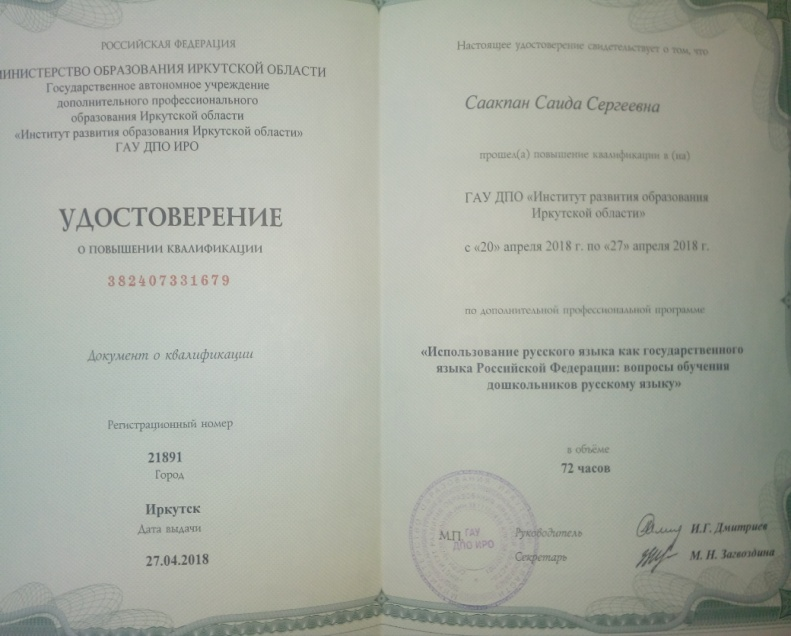 РОССИЙСКАЯ ФЕДЕРАЦИЯ
МИНИСТЕРСТВО ОБРАЗОВАНИЯ ИРКУТСКОЙ ОБЛАСТИ
Государственное автономное учреждение
дополнительного профессионального
образования Иркутской области
«Институт развития образования Иркутской области»
ГАУ ДПО ИРО
УДОСТОВЕРЕНИЕ
О ПОВЫШЕНИИ КВАЛИФИКАЦИИ
382407331679
Документ о квалификации
Регистрационный номер
21891
Город
Иркутск
Дата выдачи
27.04.2018
Настоящее удостоверение свидетельствует о том, что
Саакпан Саида Сергеевна
прошел(а) повышение квалификации в (на)
ГАУ ДПО «Институт развития образования
Иркутской области»
с «20» апреля 2018 г. по «27» апреля 2018 г.
по дополнительной профессиональной программе
«Использование русского языка как государственного
языка Российской Федерации: вопросы обучения
дошкольников русскому языку»
в объёме
72 часов
М.П.
ГАУ
ДПО ИРО
Руководитель
И.Г. Дмитриев
Секретарь
М. Н. Загвоздина